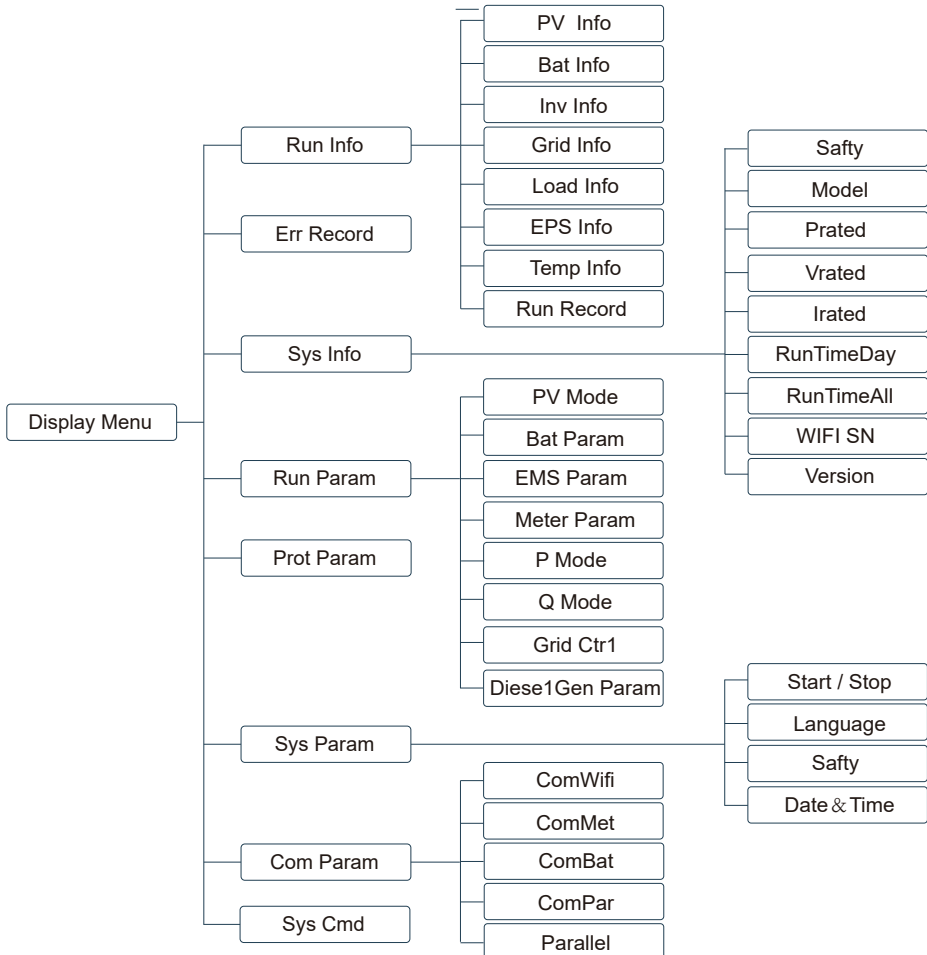 Display Menu
Run Info
PV Info
Bat Info
Inv Info
Grid Info
Load Info
EPS Info
Temp Info
Run Record
Err Record
Sys Info
Safty
Model
Prated
Vrated
Irated
RunTimeDay
RunTimeAll
WIFI SN
Version
Run Param
PV Mode
Bat Param
EMS Param
Meter Param
P Mode
Q Mode
Grid Ctr1
Diese1Gen Param
Prot Param
Sys Param
Start / Stop
Language
Safty
Date & Time
Com Param
ComWifi
ComMet
ComBat
ComPar
Parallel
Sys Cmd